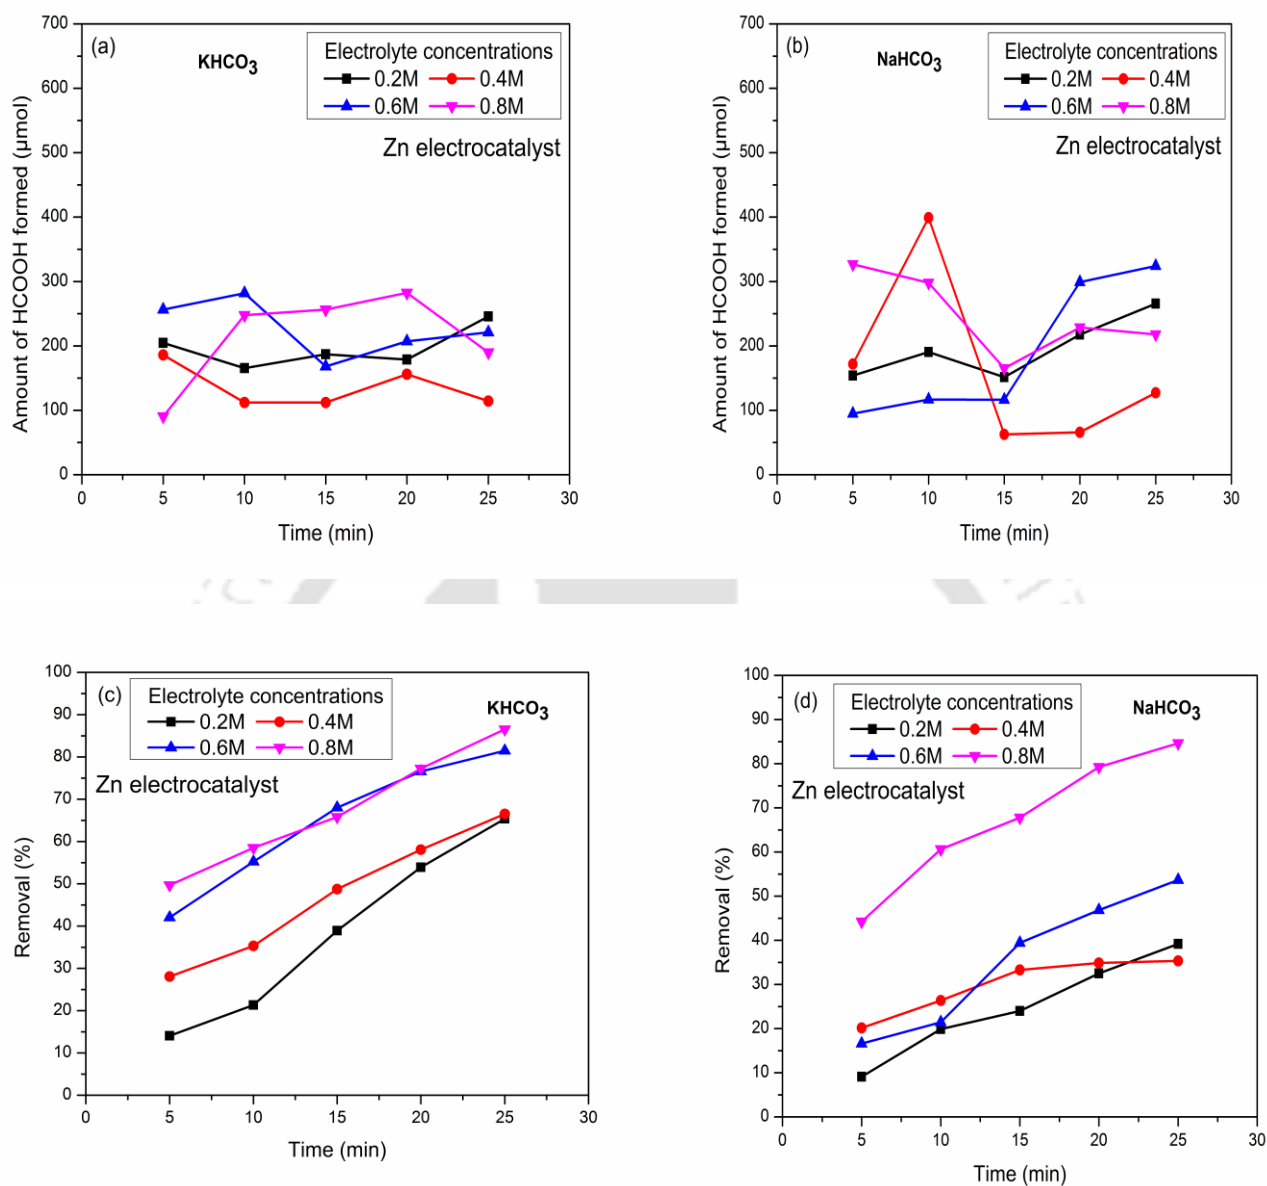 (a)
KHCO3
Electrolyte concentrations
0.2M 0.4M
0.6M 0.8M
Zn electrocatalyst
Amount of HCOOH formed (µmol)
700
600
500
400
300
200
100
0
0 5 10 15 20 25 30
Time (min)
(b)
NaHCO3
Electrolyte concentrations
0.2M 0.4M
0.6M 0.8M
Zn electrocatalyst
Amount of HCOOH formed (µmol)
700
600
500
400
300
200
100
0
0 5 10 15 20 25 30
Time (min)
(c)
Electrolyte concentrations
0.2M 0.4M
0.6M 0.8M
KHCO3
Zn electrocatalyst
Removal (%)
100
90
80
70
60
50
40
30
20
10
0
0 5 10 15 20 25 30
Time (min)
(d)
Electrolyte concentrations
0.2M 0.4M
0.6M 0.8M
NaHCO3
Zn electrocatalyst
Removal (%)
100
90
80
70
60
50
40
30
20
10
0
0 5 10 15 20 25 30
Time (min)